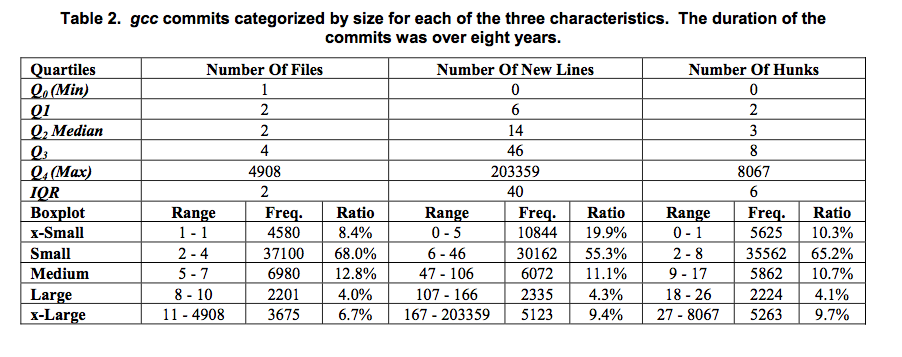 Table 2. gcc commits categorized by size for each of the three characteristics. The duration of the
commits was over eight years.
Quartiles Number Of Files Number Of New Lines Number Of Hunks
Q0 (Min) 1 0 0
Q1 2 6 2
Q2 Median 2 14 3
Q3 4 46 8
Q4 (Max) 4908 203359 8067
IQR 2 40 6
Boxplot Range Freq. Ratio Range Freq. Ratio Range Freq. Ratio
x-Small 1 - 1 4580 8.4% 0 - 5 10844 19.9% 0 - 1 5625 10.3%
Small 2 - 4 37100 68.0% 6 - 46 30162 55.3% 2 - 8 35562 65.2%
Medium 5 - 7 6980 12.8% 47 - 106 6072 11.1% 9 - 17 5862 10.7%
Large 8 - 10 2201 4.0% 107 - 166 2335 4.3% 18 - 26 2224 4.1%
x-Large 11 - 4908 3675 6.7% 167 - 203359 5123 9.4% 27 - 8067 5263 9.7%